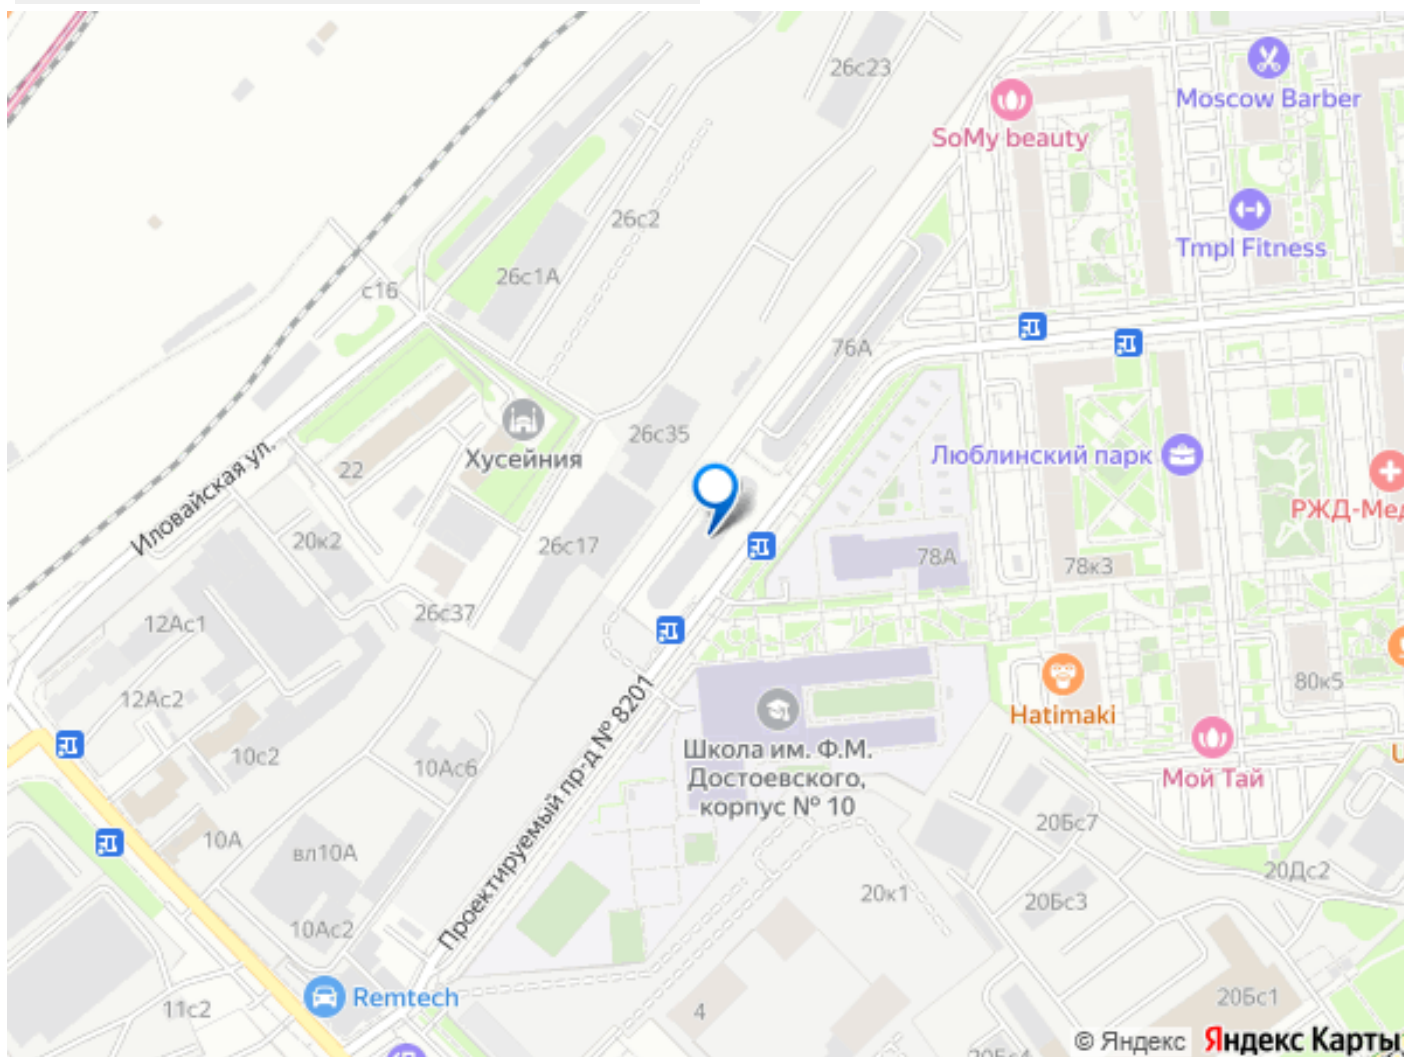 26с23
Moscow Barber
SoMy beauty
26с2
Tmpl Fitness
26с1А
с16
76А
26с35
Хусейния
Люблинский парк
22
Иловайская ул.
РЖД-Мед
20к2
26с17
78А
78к3
26с37
12Ас1
80к5
12Ас2
Hatimaki
10с2
10Ас6
Школа им. Ф.М.
Достоевского,
корпус № 10
Мой Тай
Проектируемый пр-д № 8201
20Бс7
10А
вл10А
20Дс2
20к1
20Бс3
10Ас2
Remtech
11с2
4
20Бс1
© Яндекс
Яндекс Карты